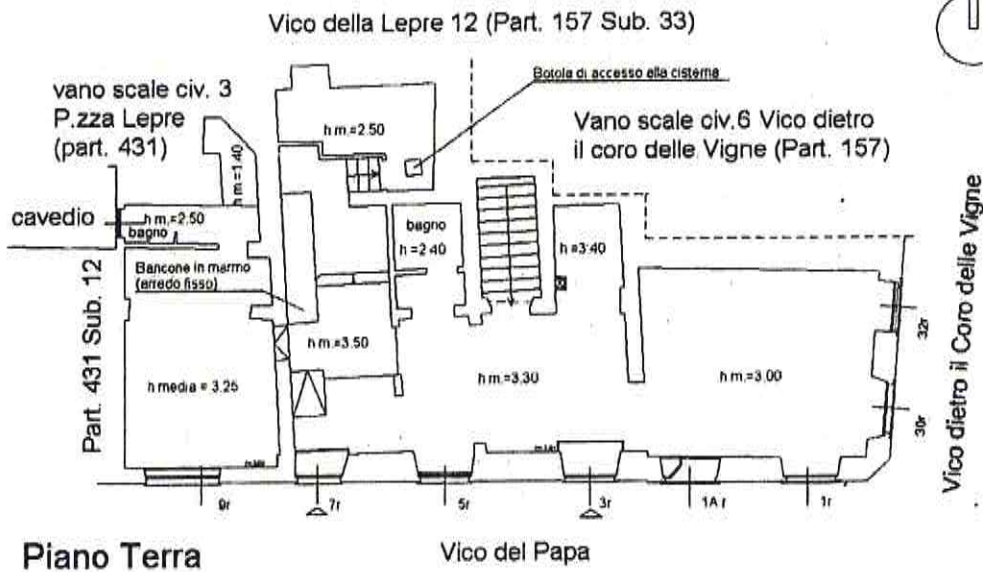 Vico della Lepre 12 (Part. 157 Sub. 33)
vano scale civ. 3
P.zza Lepre
(part. 431)
Botola di accesso alla cisterna
Vano scale civ.6 Vico dietro
il coro delle Vigne (Part. 157)
h m.=2.50
h m.=1.40
cavedio
h m.=2.50
bagno
bagno
h =2.40
h =3.40
Bancone in marmo
(arredo fisso)
Part. 431 Sub. 12
h media = 3.25
h m.=3.50
h m.=3.30
h m.=3.00
32r
30r
Vico dietro il Coro delle Vigne
9r
7r
5r
3r
1A r
1r
Piano Terra
Vico del Papa